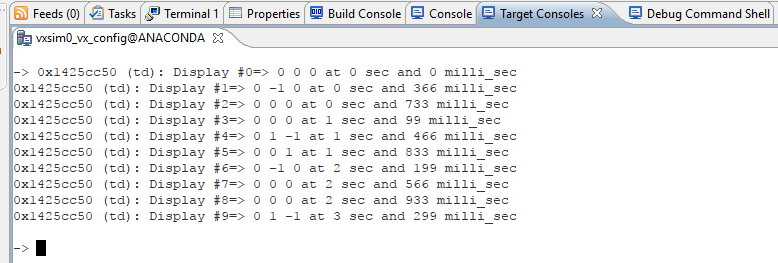 Feeds (0) Tasks Terminal 1 Properties Build Console Console Target Consoles Debug Command Shell
vxsim0_vx_config@ANACONDA
-> 0x1425cc50 (td): Display #0=> 0 0 0 at 0 sec and 0 milli_sec
0x1425cc50 (td): Display #1=> 0 -1 0 at 0 sec and 366 milli_sec
0x1425cc50 (td): Display #2=> 0 0 0 at 0 sec and 733 milli_sec
0x1425cc50 (td): Display #3=> 0 0 0 at 1 sec and 99 milli_sec
0x1425cc50 (td): Display #4=> 0 1 -1 at 1 sec and 466 milli_sec
0x1425cc50 (td): Display #5=> 0 0 1 at 1 sec and 833 milli_sec
0x1425cc50 (td): Display #6=> 0 -1 0 at 2 sec and 199 milli_sec
0x1425cc50 (td): Display #7=> 0 0 0 at 2 sec and 566 milli_sec
0x1425cc50 (td): Display #8=> 0 0 0 at 2 sec and 933 milli_sec
0x1425cc50 (td): Display #9=> 0 1 -1 at 3 sec and 299 milli_sec
->